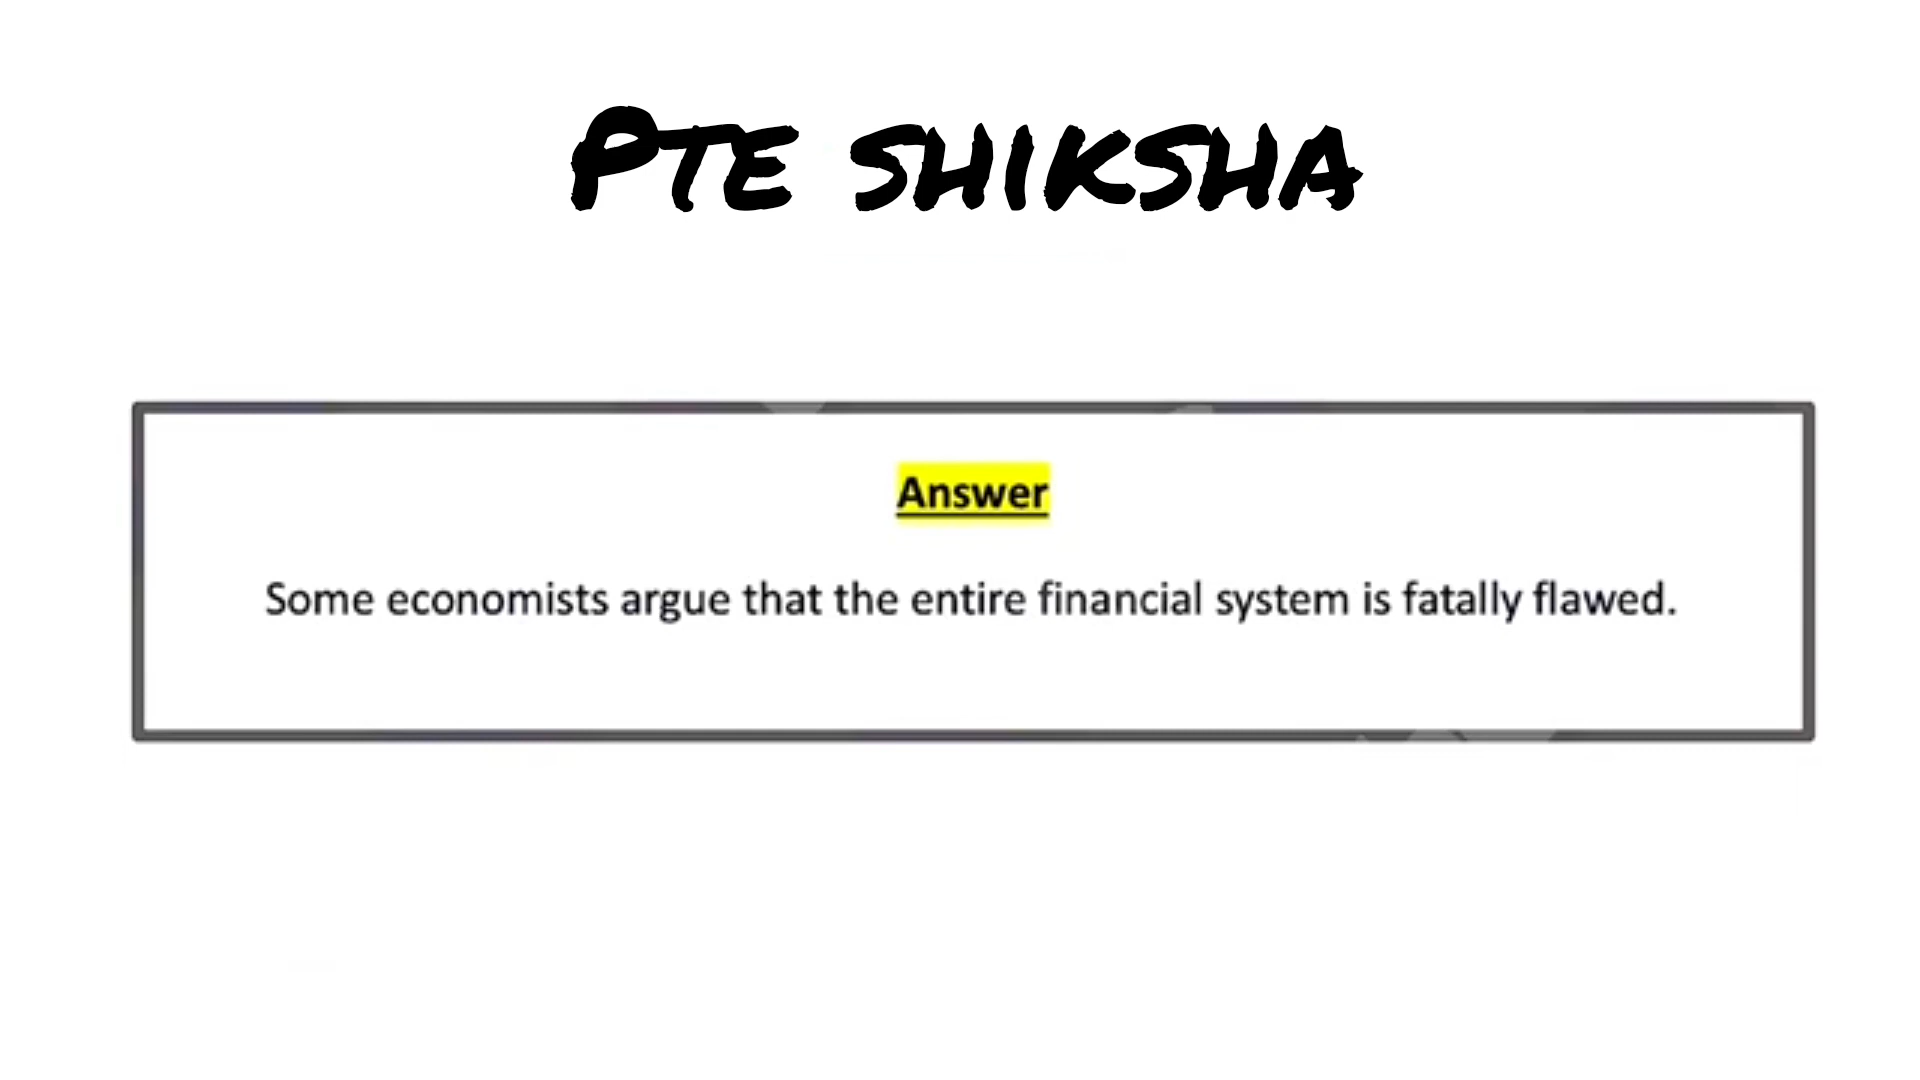 Pte shiksha
Answer
Some economists argue that the entire financial system is fatally flawed.